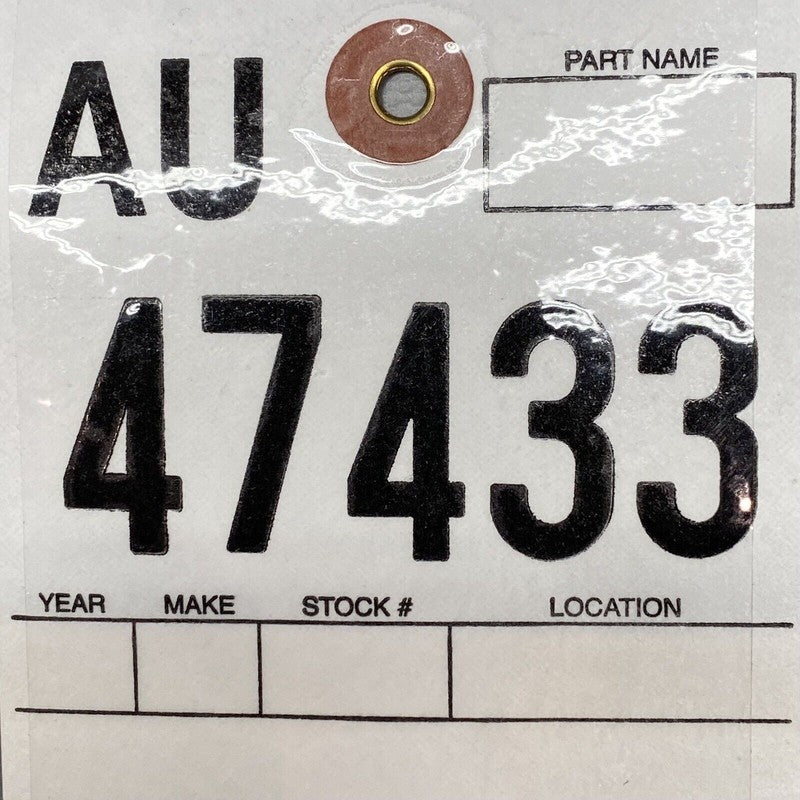 AU
PART NAME
47433
YEAR MAKE STOCK # LOCATION